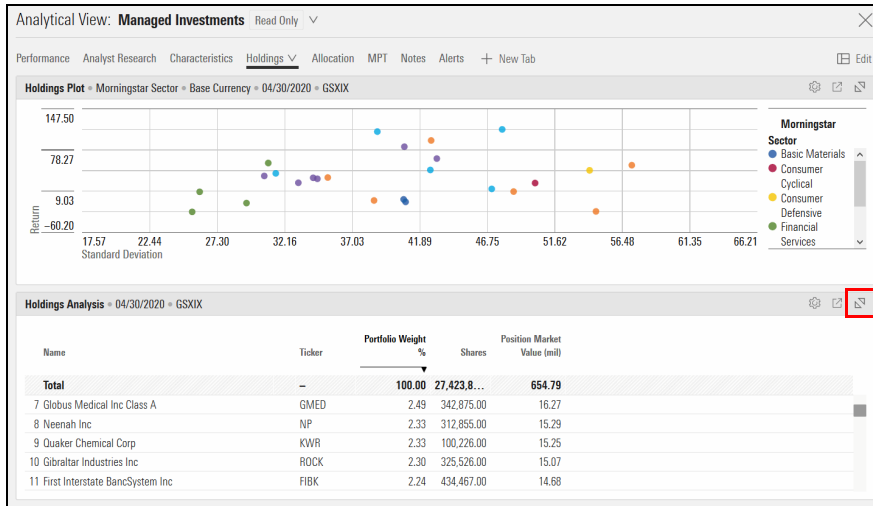 Analytical View: Managed Investments Read Only
Performance Analyst Research Characteristics Holdings Allocation MPT Notes Alerts + New Tab Edit
Holdings Plot • Morningstar Sector • Base Currency • 04/30/2020 • GSXIX
147.50
78.27
9.03
−60.20
Return
17.57 22.44 27.30 32.16 37.03 41.89 46.75 51.62 56.48 61.35 66.21
Standard Deviation
Morningstar
Sector
Basic Materials
Consumer
Cyclical
Consumer
Defensive
Financial
Services
Holdings Analysis • 04/30/2020 • GSXIX
Portfolio Weight Position Market
Name Ticker % Shares Value (mil)
Total – 100.00 27,423,8... 654.79
7 Globus Medical Inc Class A GMED 2.49 342,875.00 16.27
8 Neenah Inc NP 2.33 312,855.00 15.29
9 Quaker Chemical Corp KWR 2.33 100,226.00 15.25
10 Gibraltar Industries Inc ROCK 2.30 325,526.00 15.07
11 First Interstate BancSystem Inc FIBK 2.24 434,467.00 14.68